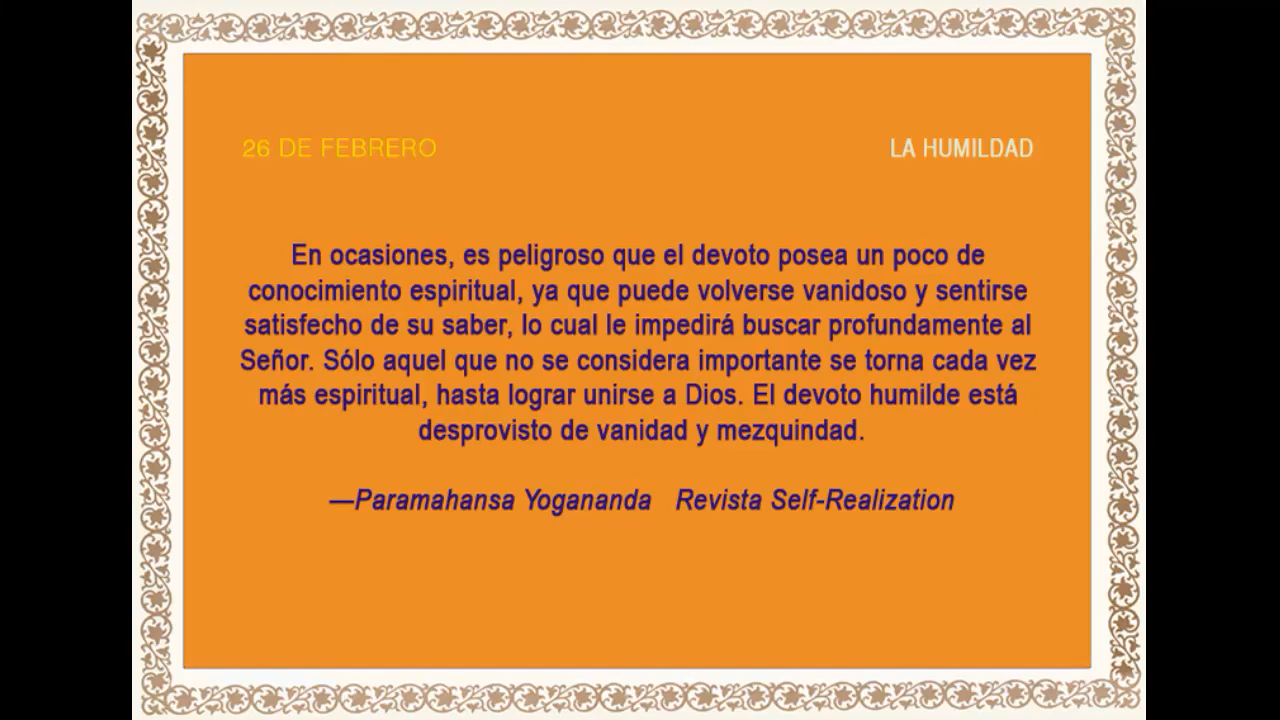 26 DE FEBRERO
LA HUMILDAD
En ocasiones, es peligroso que el devoto posea un poco de
conocimiento espiritual, ya que puede volverse vanidoso y sentirse
satisfecho de su saber, lo cual le impedirá buscar profundamente al
Señor. Sólo aquel que no se considera importante se torna cada vez
más espiritual, hasta lograr unirse a Dios. El devoto humilde está
desprovisto de vanidad y mezquindad.
—Paramahansa Yogananda Revista Self-Realization